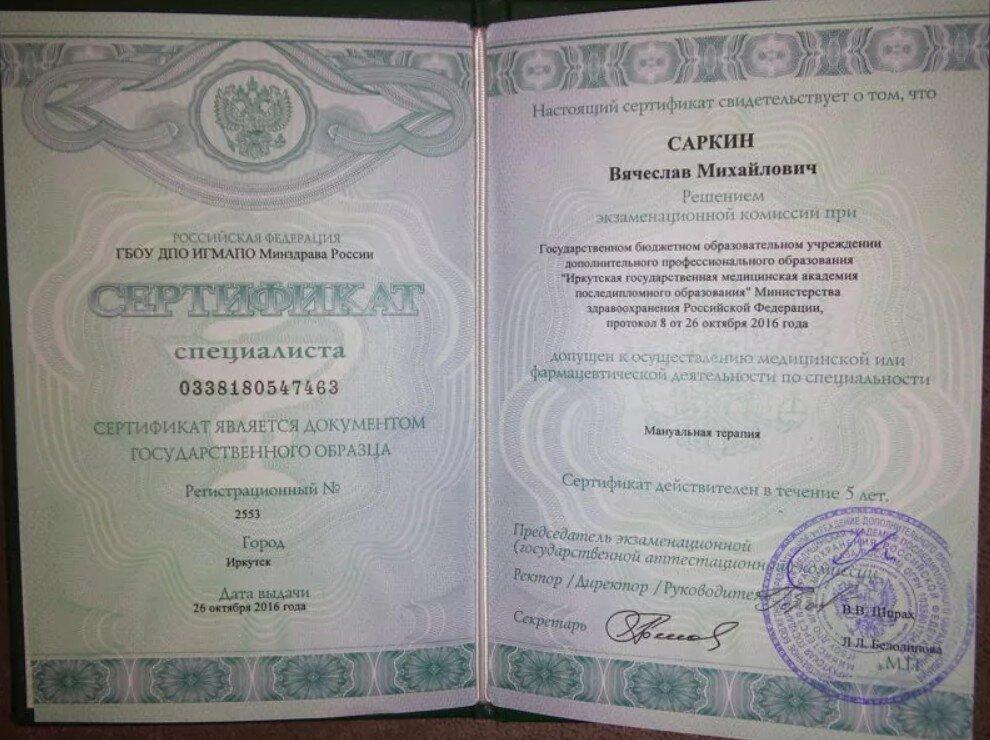 РОССИЙСКАЯ ФЕДЕРАЦИЯ
ГБОУ ДПО ИГМАПО Минздрава России
СЕРТИФИКАТ
специалиста
0338180547463
СЕРТИФИКАТ ЯВЛЯЕТСЯ ДОКУМЕНТОМ
ГОСУДАРСТВЕННОГО ОБРАЗЦА
Регистрационный №
2553
Город
Иркутск
Дата выдачи
26 октября 2016 года
Настоящий сертификат свидетельствует о том, что
САРКИН
Вячеслав Михайлович
Решением
экзаменационной комиссии при
Государственном бюджетном образовательном учреждении
дополнительного профессионального образования
"Иркутская государственная медицинская академия
последипломного образования" Министерства
здравоохранения Российской Федерации,
протокол 8 от 26 октября 2016 года
допущен к осуществлению медицинской или
фармацевтической деятельности по специальности
Мануальная терапия
Сертификат действителен в течение 5 лет.
Председатель экзаменационной
(государственной аттестационной) комиссии
Ректор /Директор /Руководитель
В.В. Шпрах
Секретарь
Л.Л. Белодипова
М.П.